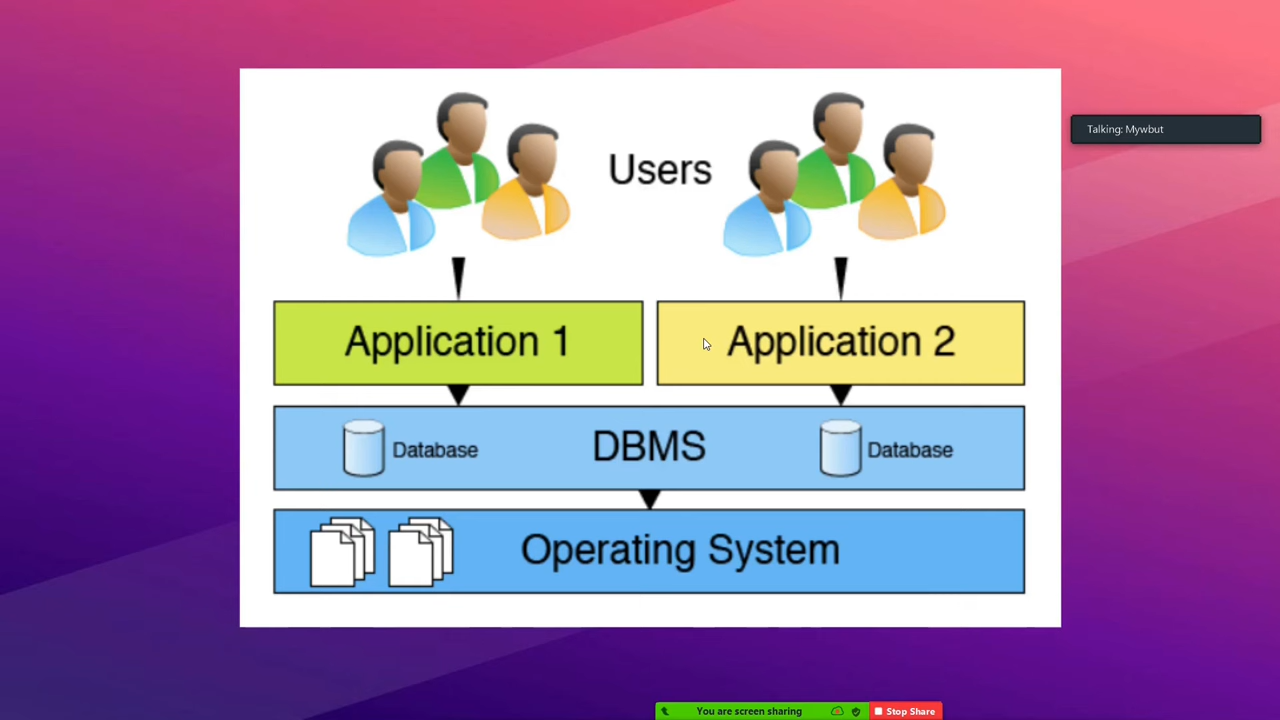 Talking: Mywbut
Users
Application 1
Application 2
Database
DBMS
Database
Operating System
You are screen sharing
Stop Share